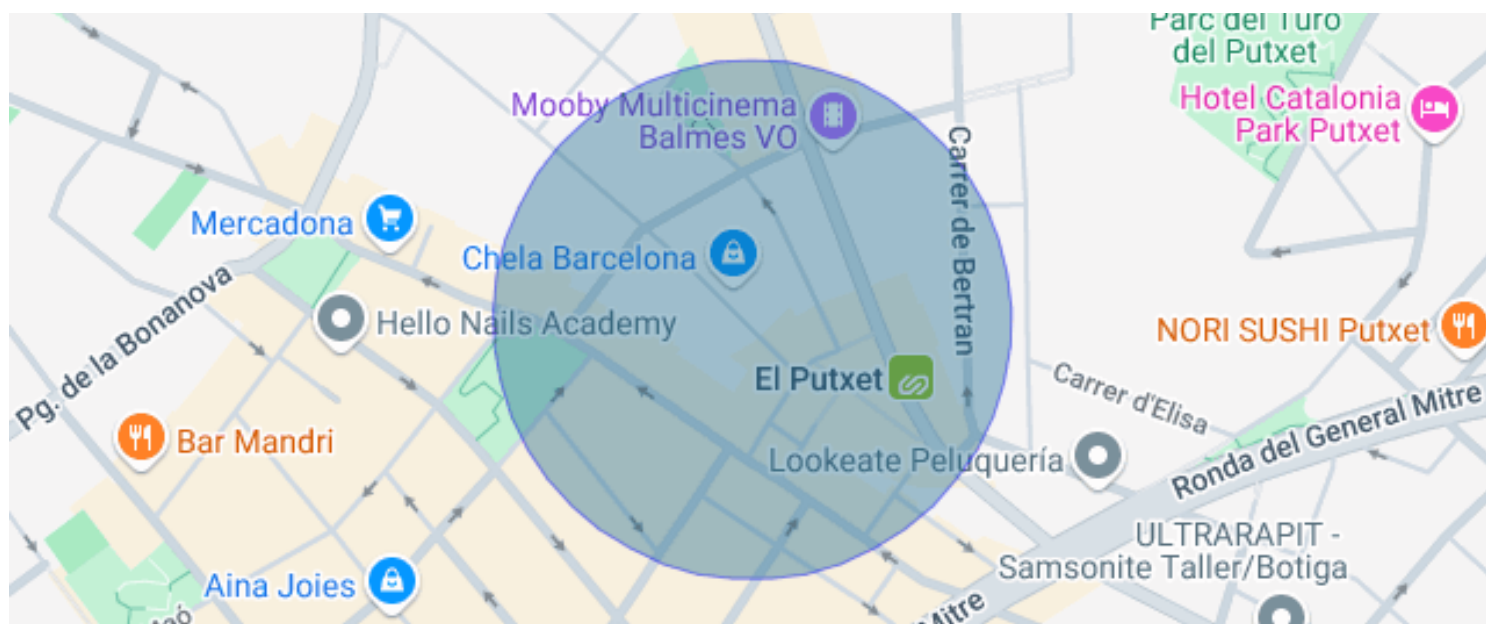 Parc del Turó
del Putxet
Mooby Multicinema
Balmes VO
Hotel Catalonia
Park Putxet
Carrer de Bertran
Mercadona
Chela Barcelona
Pg. de la Bonanova
Hello Nails Academy
NORI SUSHI Putxet
El Putxet
Carrer d'Elisa
Ronda del General Mitre
Bar Mandri
Lookeate Peluquería
ULTRARAPIT -
Samsonite Taller/Botiga
Aina Joies
Mitre